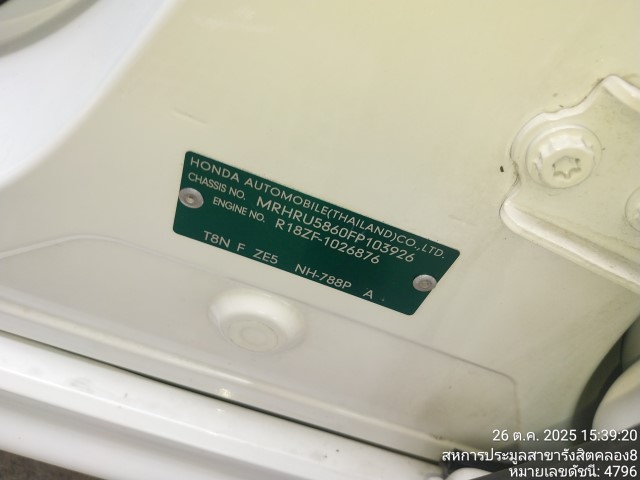 HONDA AUTOMOBILE(THAILAND)CO.,LTD.
CHASSIS NO. MRHRU5860FP103926
ENGINE NO. R18ZF-1026876
T8N F ZE5 NH-788P A
26 ต.ค. 2025 15:39:20
สหการประมูลสาขารังสิตคลอง8
หมายเลขดัชนี: 4796